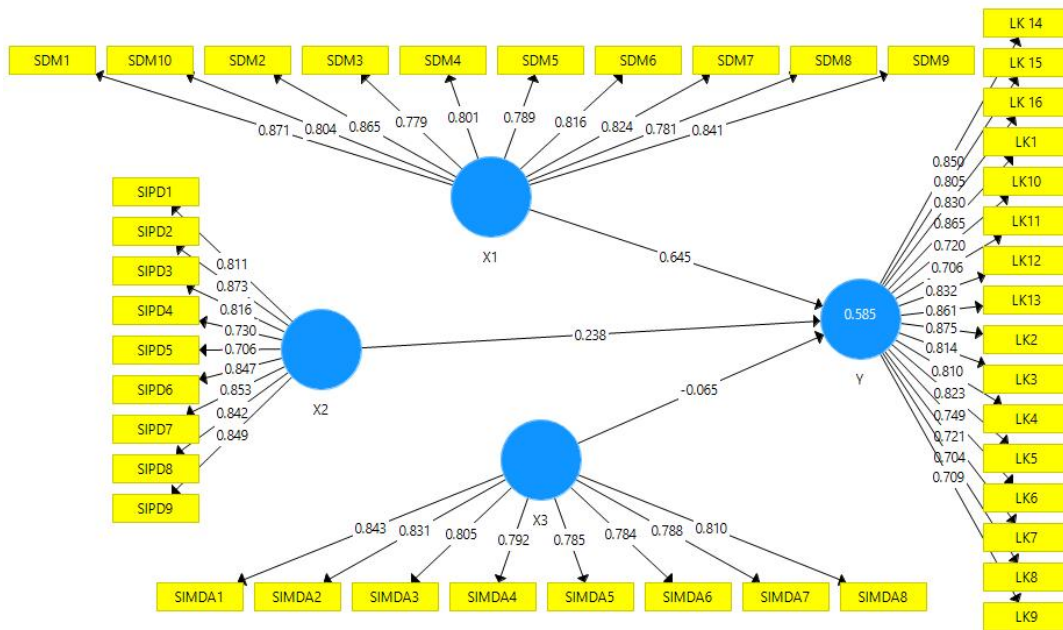 LK 14
SDM1 SDM10 SDM2 SDM3 SDM4 SDM5 SDM6 SDM7 SDM8 SDM9
LK 15
LK 16
LK1
LK10
LK11
LK12
LK13
LK2
LK3
LK4
LK5
LK6
LK7
LK8
LK9
0.871 0.804 0.865 0.779 0.801 0.789 0.816 0.824 0.781 0.841
X1
0.850
0.805
0.830
0.865
0.720
0.706
0.832
0.861
0.875
0.814
0.810
0.823
0.749
0.721
0.704
0.709
SIPD1
SIPD2
SIPD3
SIPD4
SIPD5
SIPD6
SIPD7
SIPD8
SIPD9
0.811
0.873
0.816
0.730
0.706
0.847
0.853
0.842
0.849
X2
0.645
0.238
-0.065
0.585
Y
X3
0.843 0.831 0.805 0.792 0.785 0.784 0.788 0.810
SIMDA1 SIMDA2 SIMDA3 SIMDA4 SIMDA5 SIMDA6 SIMDA7 SIMDA8